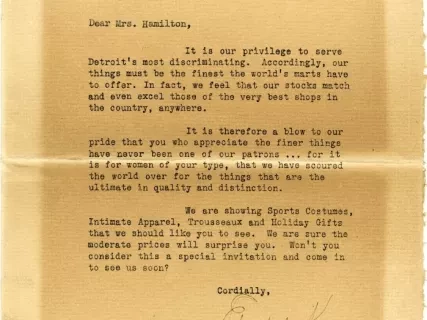 Dear Mrs. Hamilton,
It is our privilege to serve
Detroit's most discriminating. Accordingly, our
things must be the finest the world's marts have
to offer. In fact, we feel that our stocks match
and even excel those of the very best shops in
the country, anywhere.
It is therefore a blow to our
pride that you who appreciate the finer things
have never been one of our patrons ... for it
is for women of your type, that we have scoured
the world over for the things that are the
ultimate in quality and distinction.
We are showing Sports Costumes,
Intimate Apparel, Trousseaux and Holiday Gifts
that we should like you to see. We are sure the
moderate prices will surprise you. Won't you
consider this a special invitation and come in
to see us soon?
Cordially,